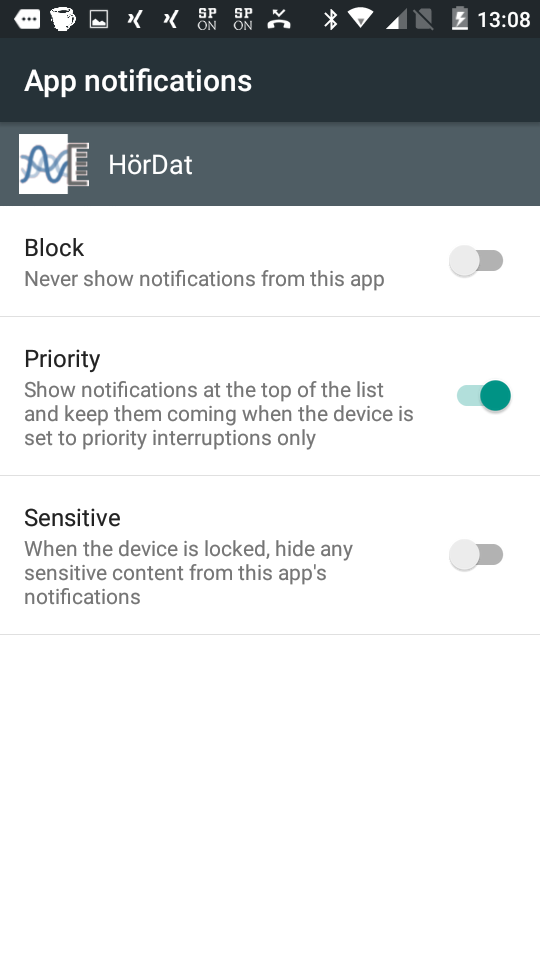 SP ON SP ON 13:08
App notifications
HörDat
Block
Never show notifications from this app
Priority
Show notifications at the top of the list
and keep them coming when the device is
set to priority interruptions only
Sensitive
When the device is locked, hide any
sensitive content from this app's
notifications